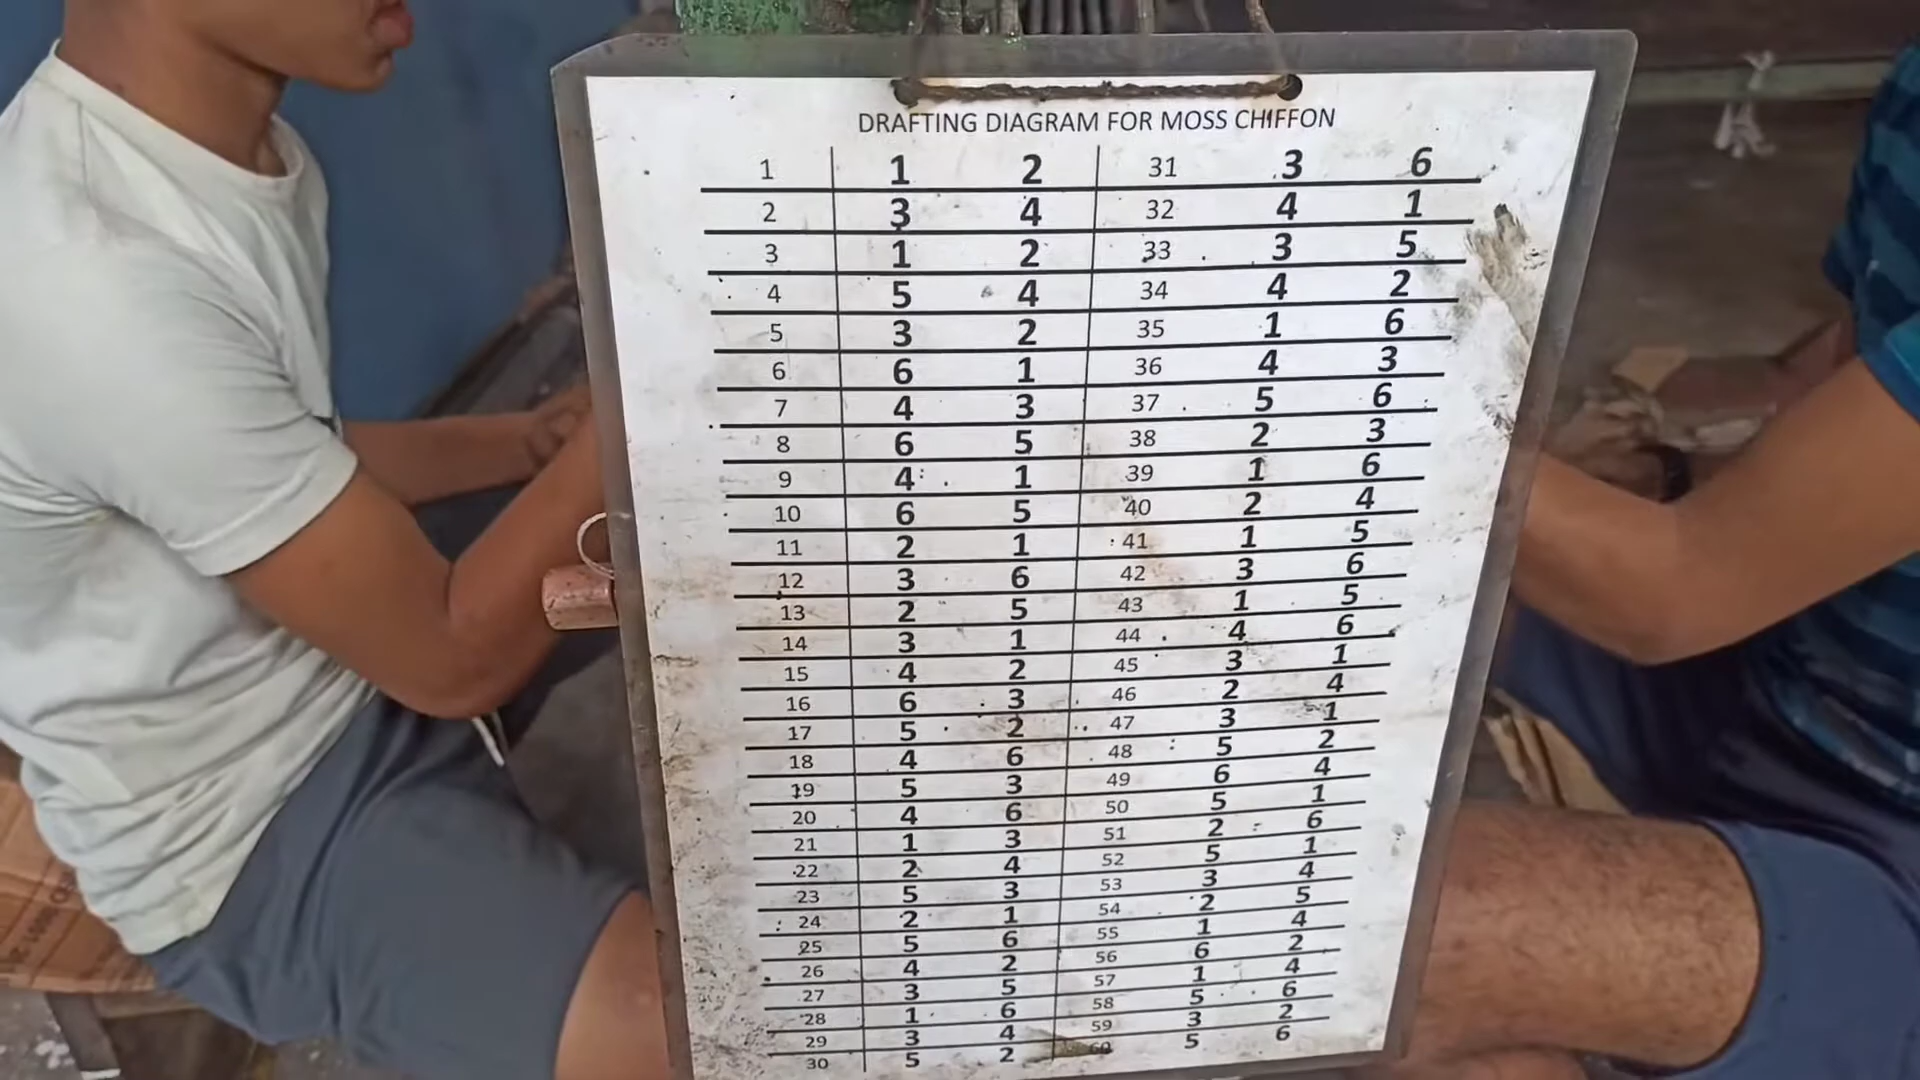 DRAFTING DIAGRAM FOR MOSS CHIFFON
1 1 2 31 3 6
2 3 4 32 4 1
3 1 2 33 3 5
4 5 4 34 4 2
5 3 2 35 1 6
6 6 1 36 4 3
7 4 3 37 5 6
8 6 5 38 2 3
9 4 1 39 1 6
10 6 5 40 2 4
11 2 1 41 1 5
12 3 6 42 3 6
13 2 5 43 1 5
14 3 1 44 4 6
15 4 2 45 3 1
16 6 3 46 2 4
17 5 2 47 3 1
18 4 6 48 5 2
19 5 3 49 6 4
20 4 6 50 5 1
21 1 3 51 2 6
22 2 4 52 5 1
23 5 3 53 3 4
24 2 1 54 2 5
25 5 6 55 1 4
26 4 2 56 6 2
27 3 5 57 1 4
28 1 6 58 5 6
29 3 4 59 3 2
30 5 2 60 5 6